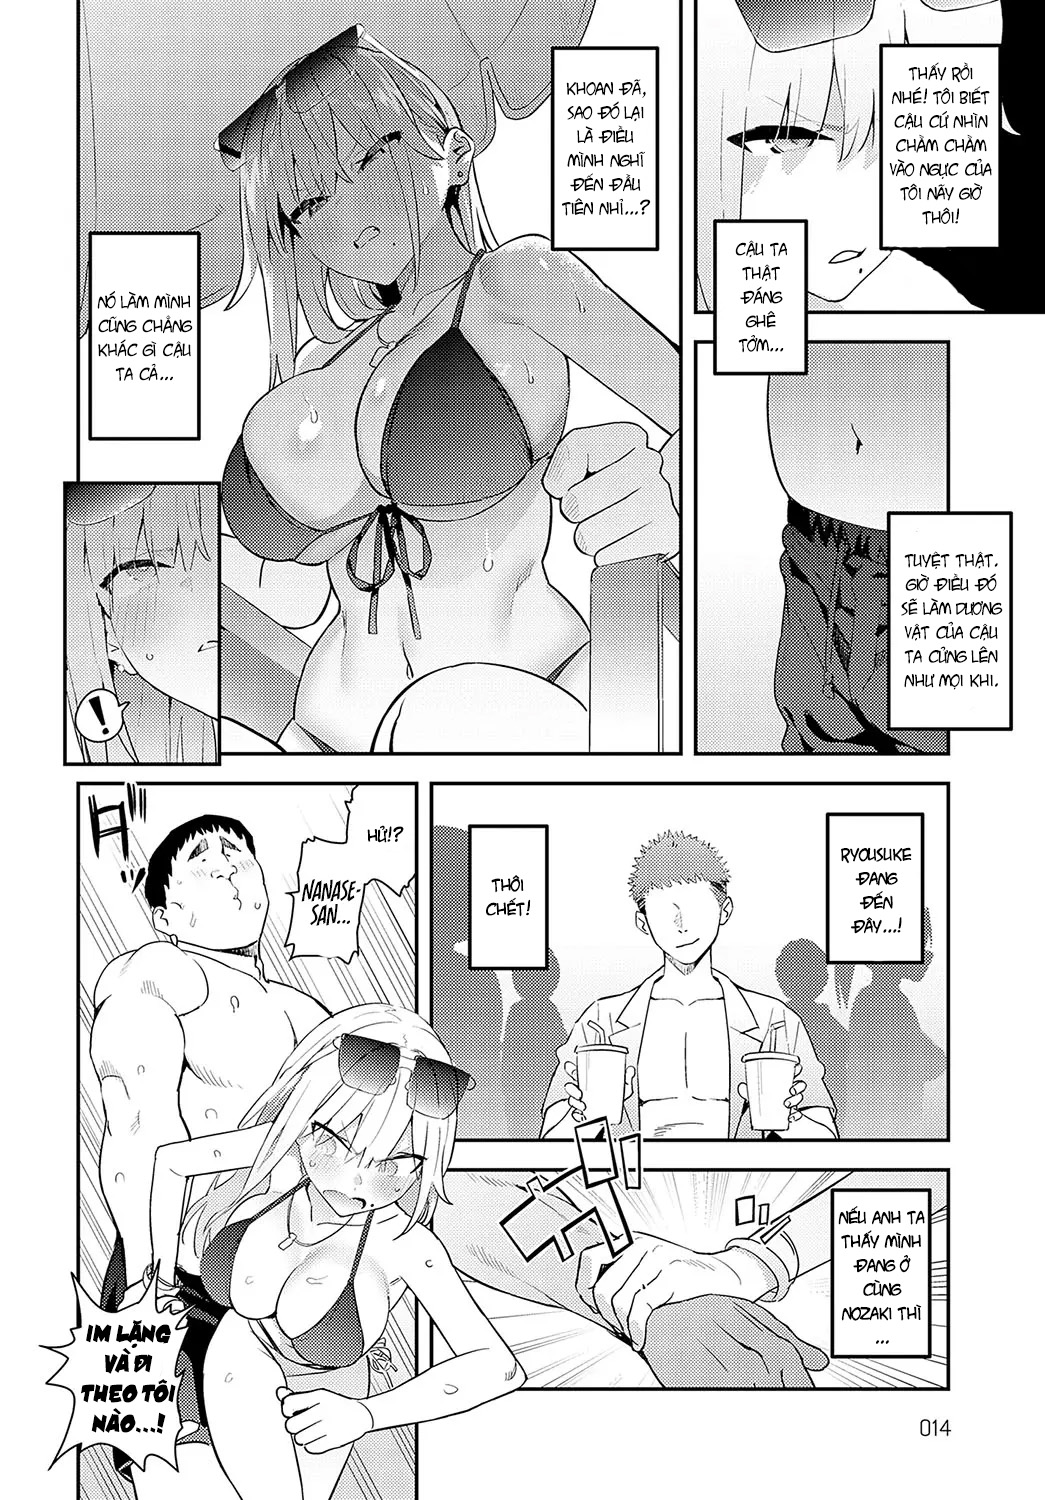 THẤY RỒI
NHÉ! TÔI BIẾT
CẬU CỨ NHÌN
CHẰM CHẰM
VÀO NGỰC CỦA
TÔI NÃY GIỜ
THÔI!
CẬU TA
THẬT
ĐÁNG
GHÊ
TỞM...
TUYỆT THẬT.
GIỜ ĐIỀU ĐÓ
SẼ LÀM DƯƠNG
VẬT CỦA CẬU
TA CỬNG LÊN
NHƯ MỌI KHI.
KHOAN ĐÃ,
SAO ĐÓ LẠI
LÀ ĐIỀU
MÌNH NGHĨ
ĐẾN ĐẦU
TIÊN NHỈ...?
NÓ LÀM MÌNH
CŨNG CHẲNG
KHÁC GÌ CẬU
TA CẢ...
!
RYOUSUKE
ĐANG
ĐẾN
ĐÂY...!
THÔI
CHẾT!
NẾU ANH TA
THẤY MÌNH
ĐANG Ở
CÙNG
NOZAKI THÌ
...
HỬ!?
NANASE-
SAN...
IM LẶNG
VÀ ĐI
THEO TÔI
NÀO...!
014